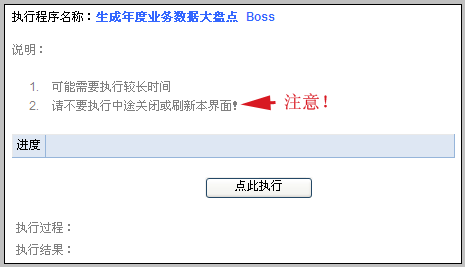 执行程序名称：生成年度业务数据大盘点 Boss
说明：
1. 可能需要执行较长时间
2. 请不要执行中途关闭或刷新本界面！ 注意！
进度
点此执行
执行过程：
执行结果：